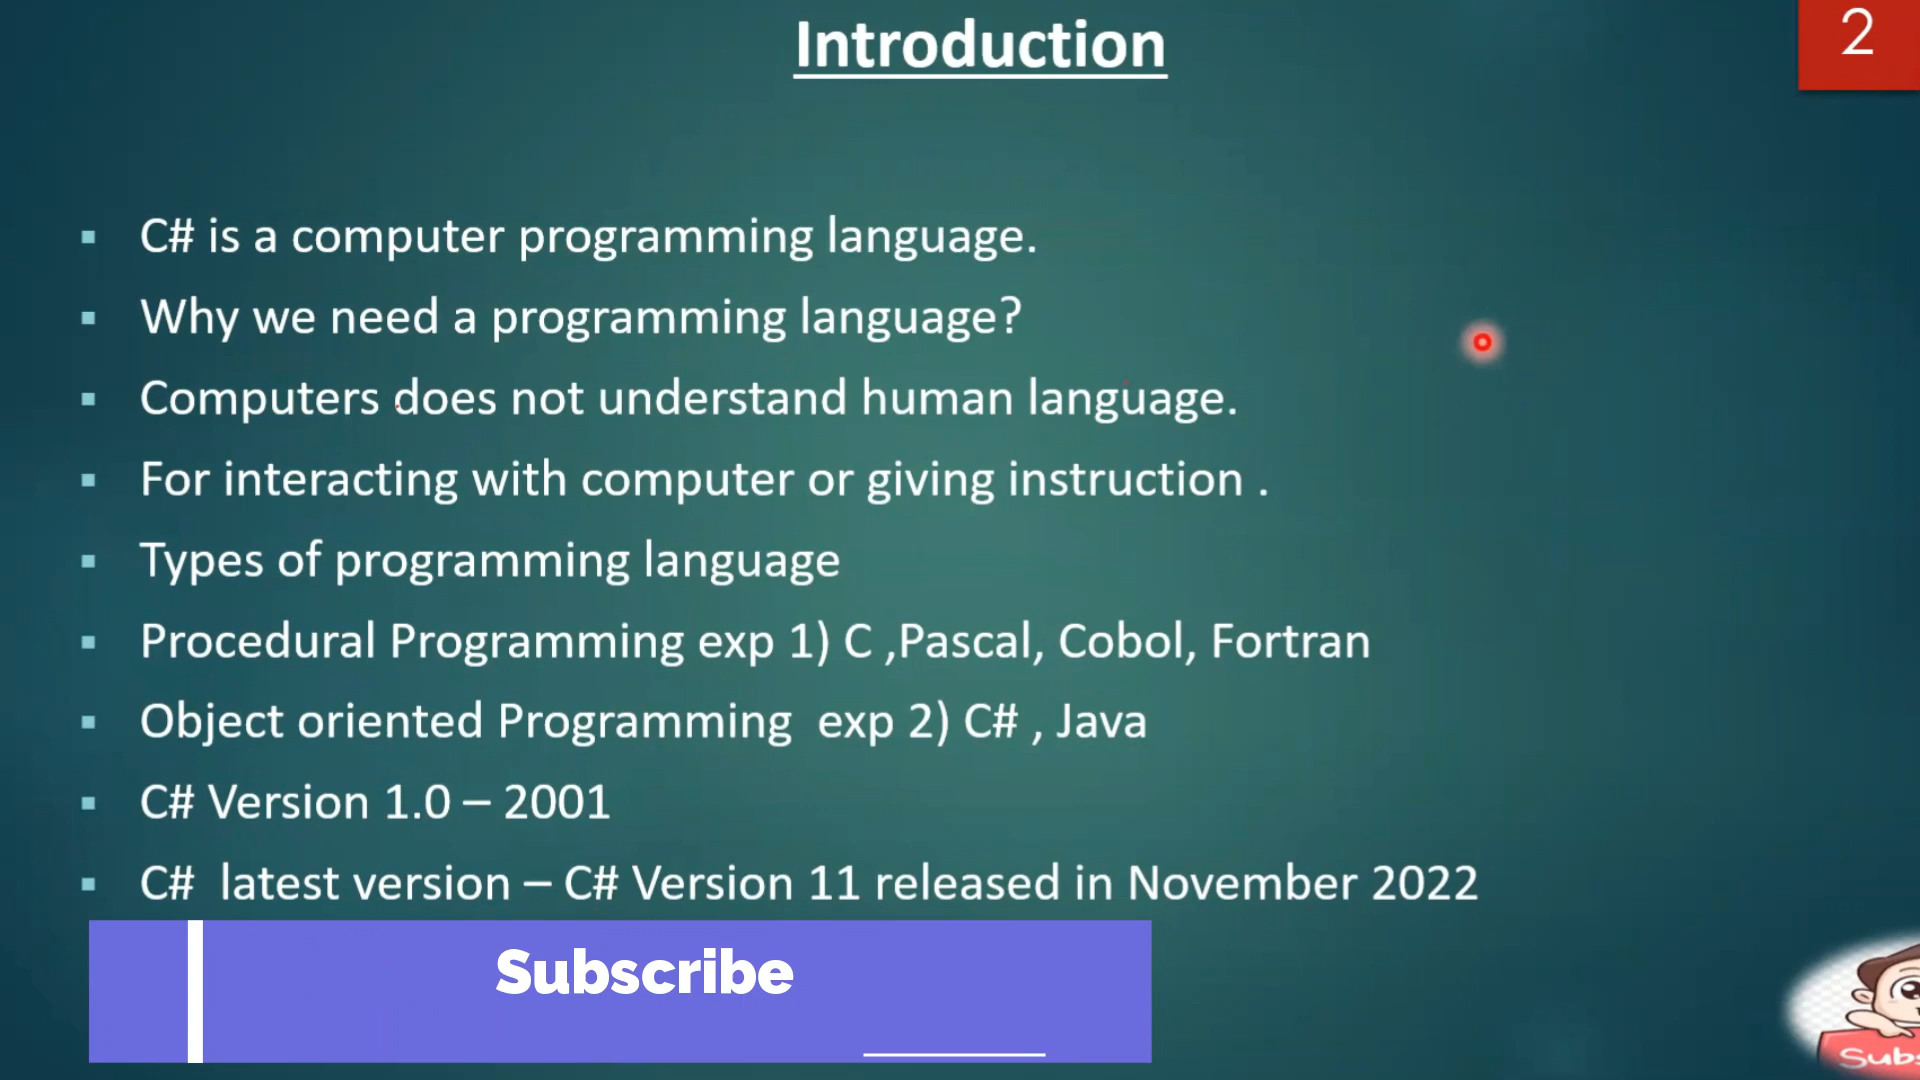 Introduction
2
C# is a computer programming language.
Why we need a programming language?
Computers does not understand human language.
For interacting with computer or giving instruction .
Types of programming language
Procedural Programming exp 1) C ,Pascal, Cobol, Fortran
Object oriented Programming  exp 2) C# , Java
C# Version 1.0 – 2001
C#  latest version – C# Version 11 released in November 2022
Subscribe